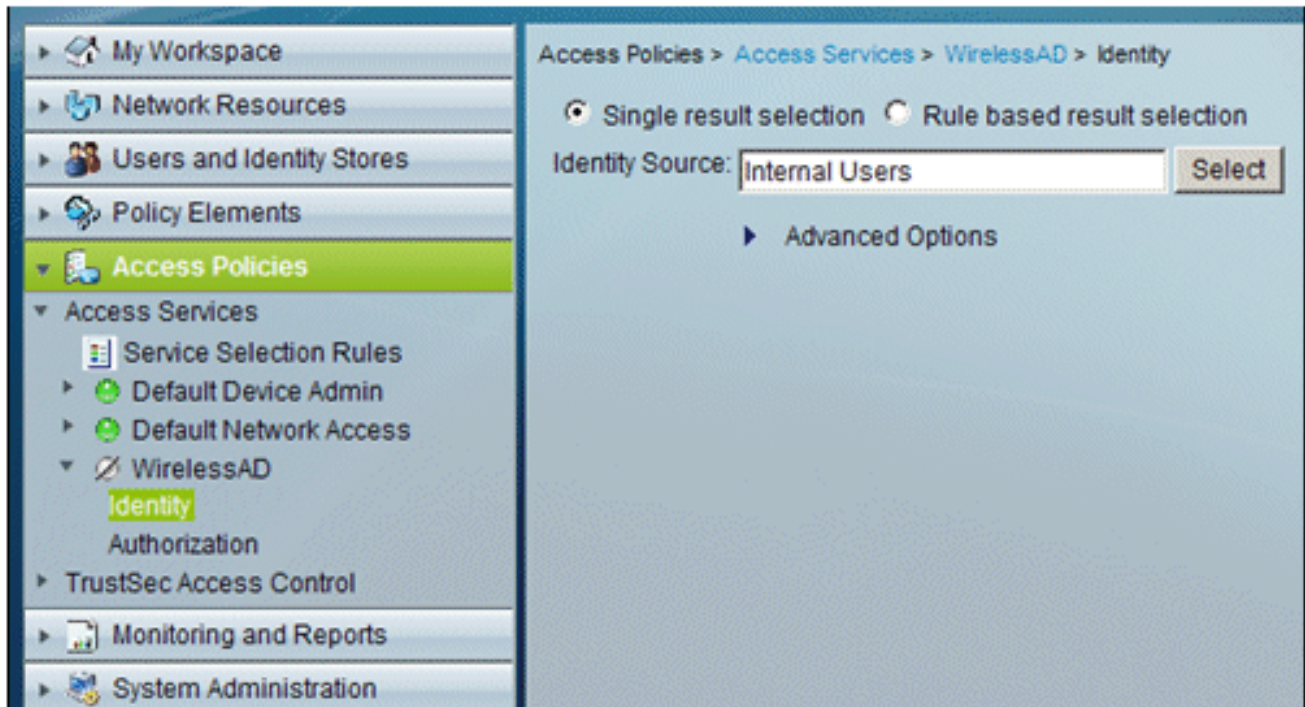 My Workspace
Network Resources
Users and Identity Stores
Policy Elements
Access Policies
Access Services
Service Selection Rules
Default Device Admin
Default Network Access
WirelessAD
Identity
Authorization
TrustSec Access Control
Monitoring and Reports
System Administration
Access Policies > Access Services > WirelessAD > Identity
Single result selection Rule based result selection
Identity Source: Internal Users Select
Advanced Options